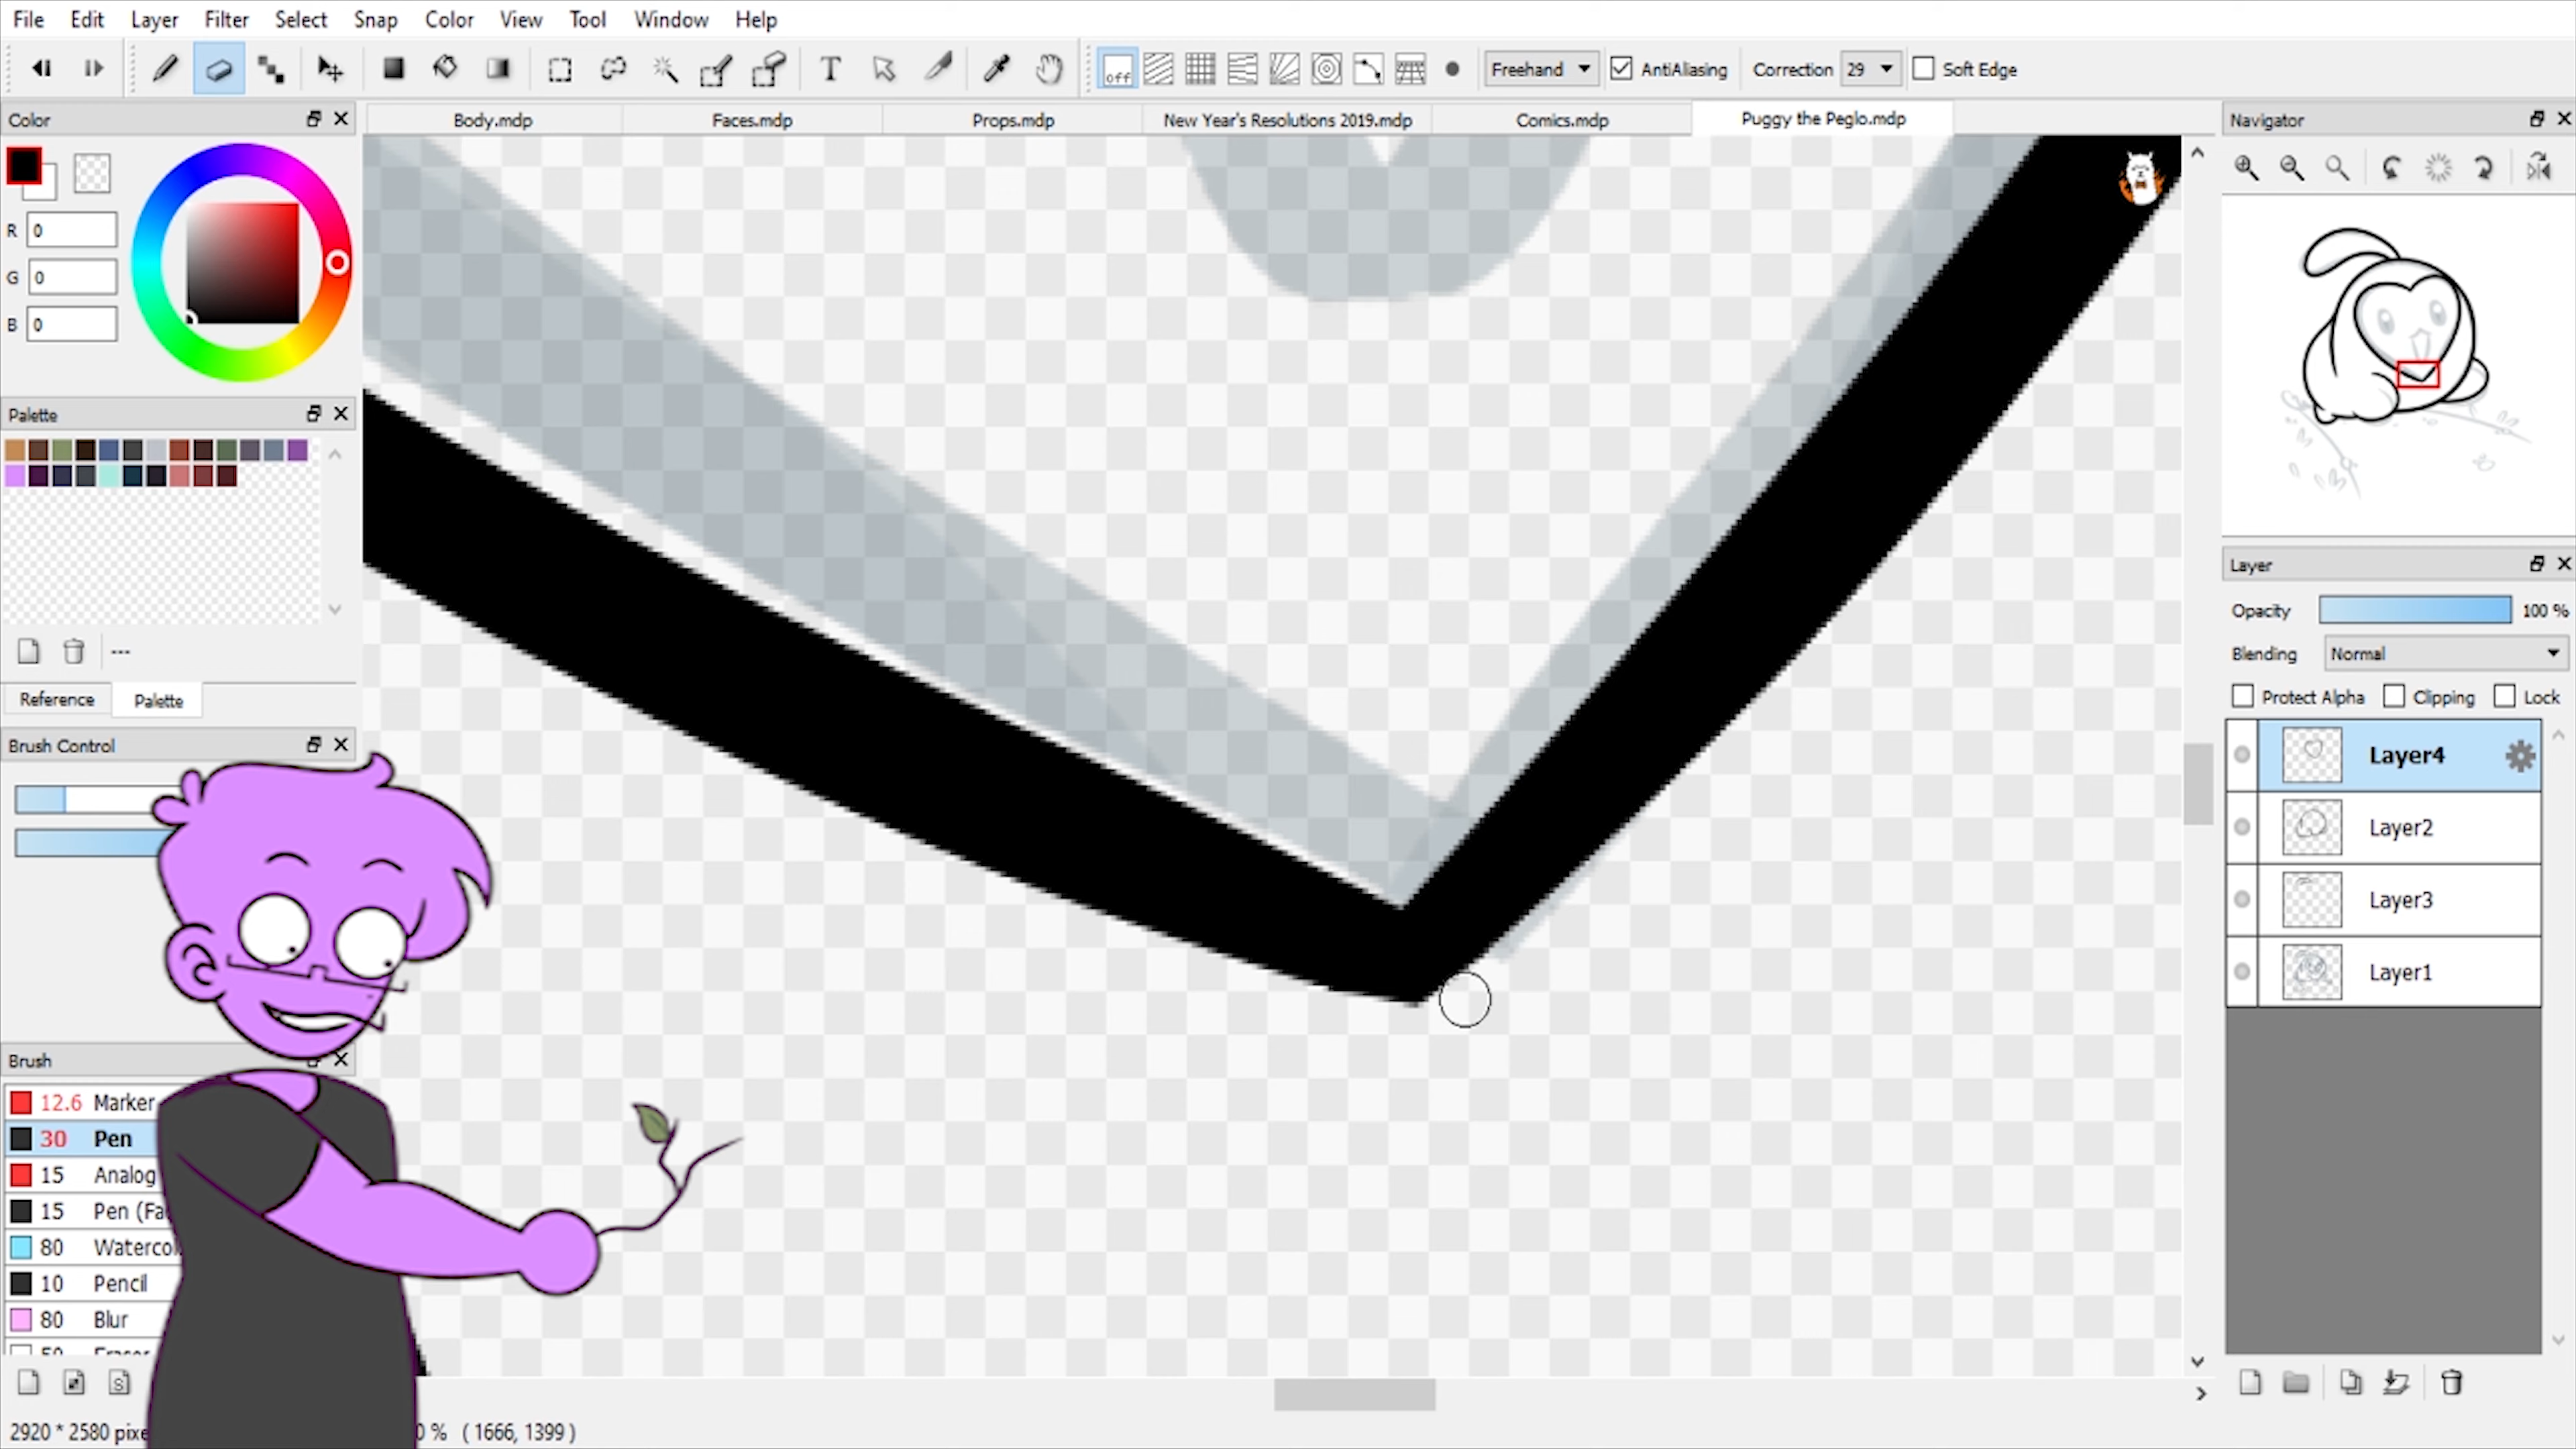 File Edit Layer Filter Select Snap Color View Tool Window Help
T off Freehand AntiAliasing Correction 29 Soft Edge
Color
Body.mdp Faces.mdp Props.mdp New Year's Resolutions 2019.mdp Comics.mdp Puggy the Peglo.mdp
Navigator
R 0
G 0
B 0
Palette
---
Reference Palette
Brush Control
Brush
12.6 Marker
30 Pen
15 Analog
15 Pen (Fa
80 Watercol
10 Pencil
80 Blur
50 Eraser
S
2920 * 2580 pixe 0 % ( 1666, 1399 )
Layer
Opacity 100 %
Blending Normal
Protect Alpha Clipping Lock
Layer4
Layer2
Layer3
Layer1